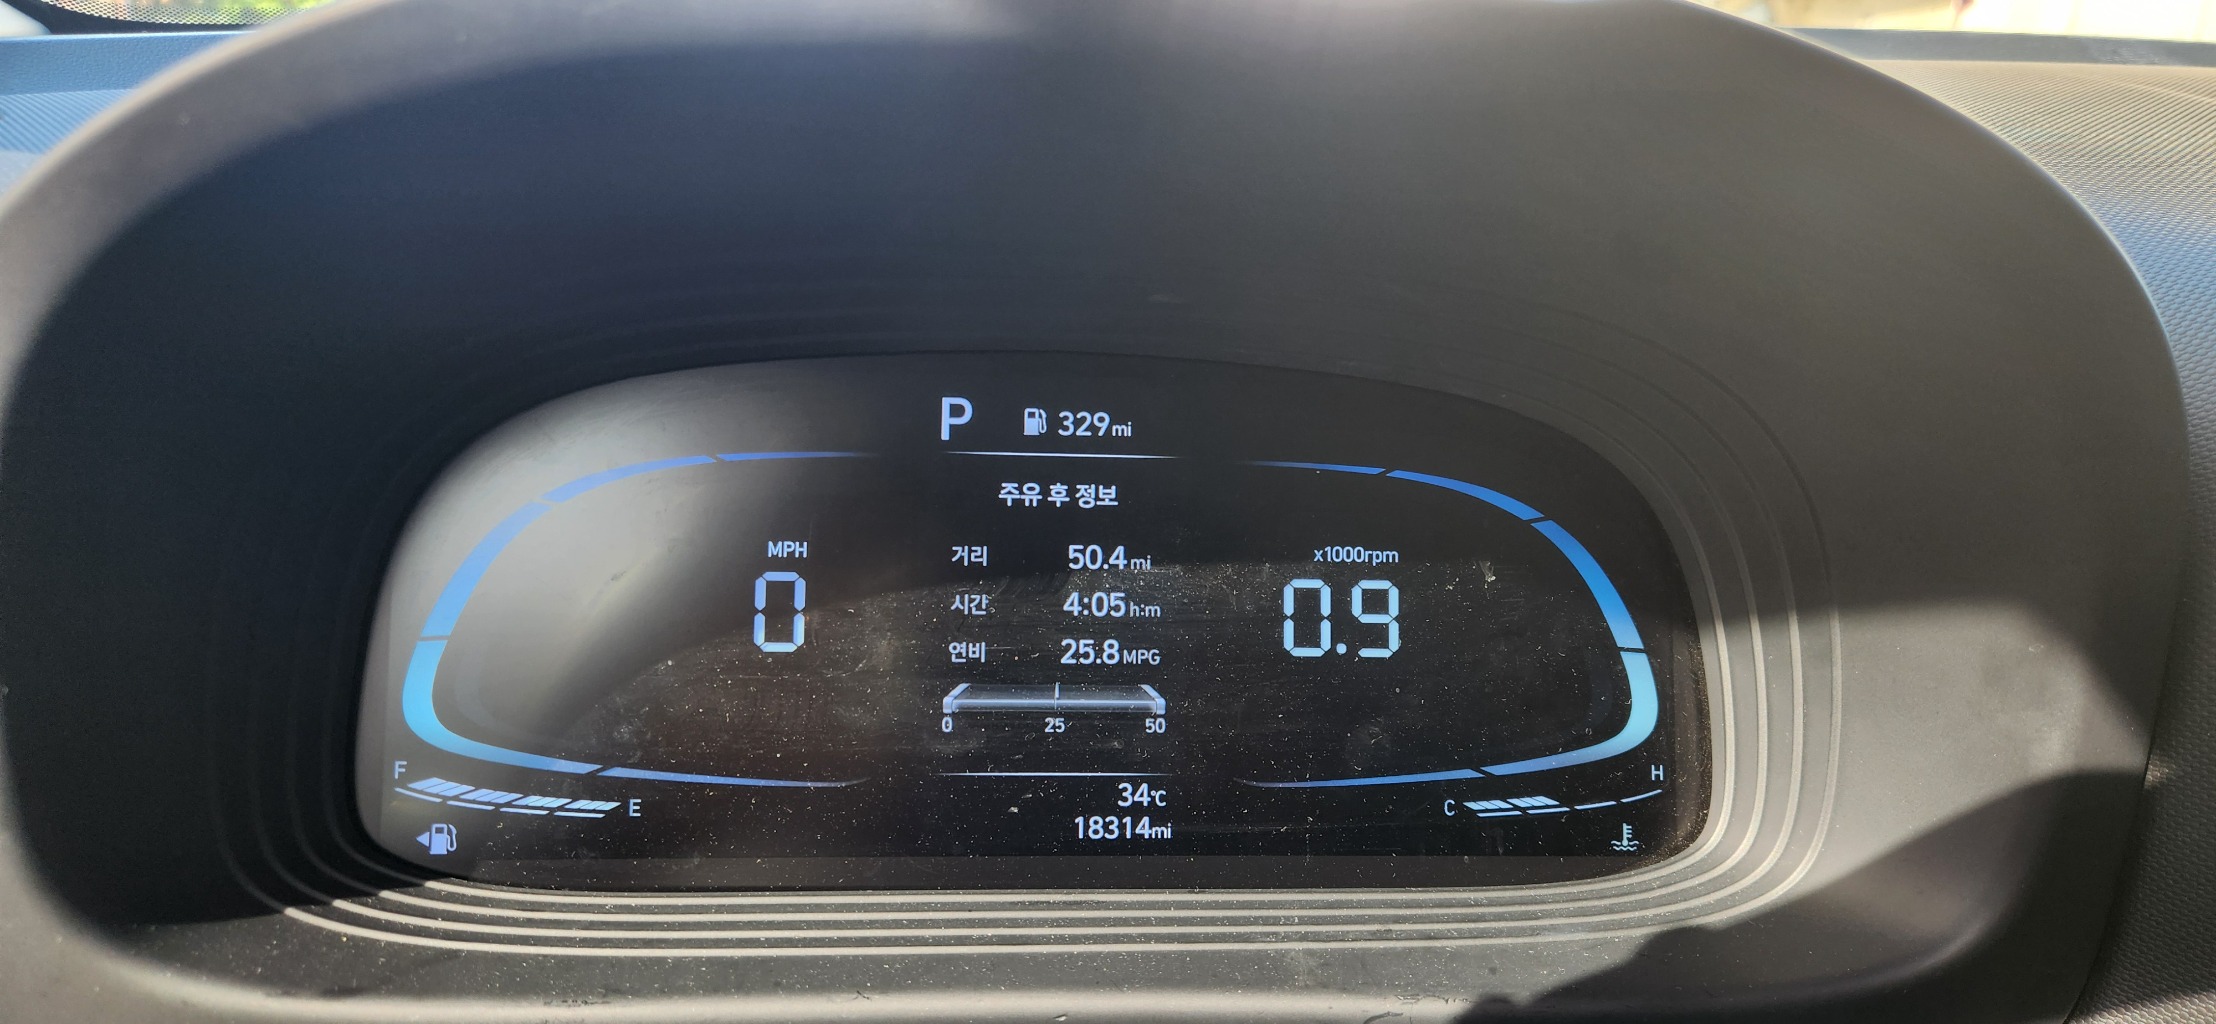 P 329mi
주유 후 정보
MPH
0
거리 50.4mi
시간 4:05h:m
연비 25.8MPG
0 25 50
x1000rpm
0.9
F E
34℃
18314mi
C H